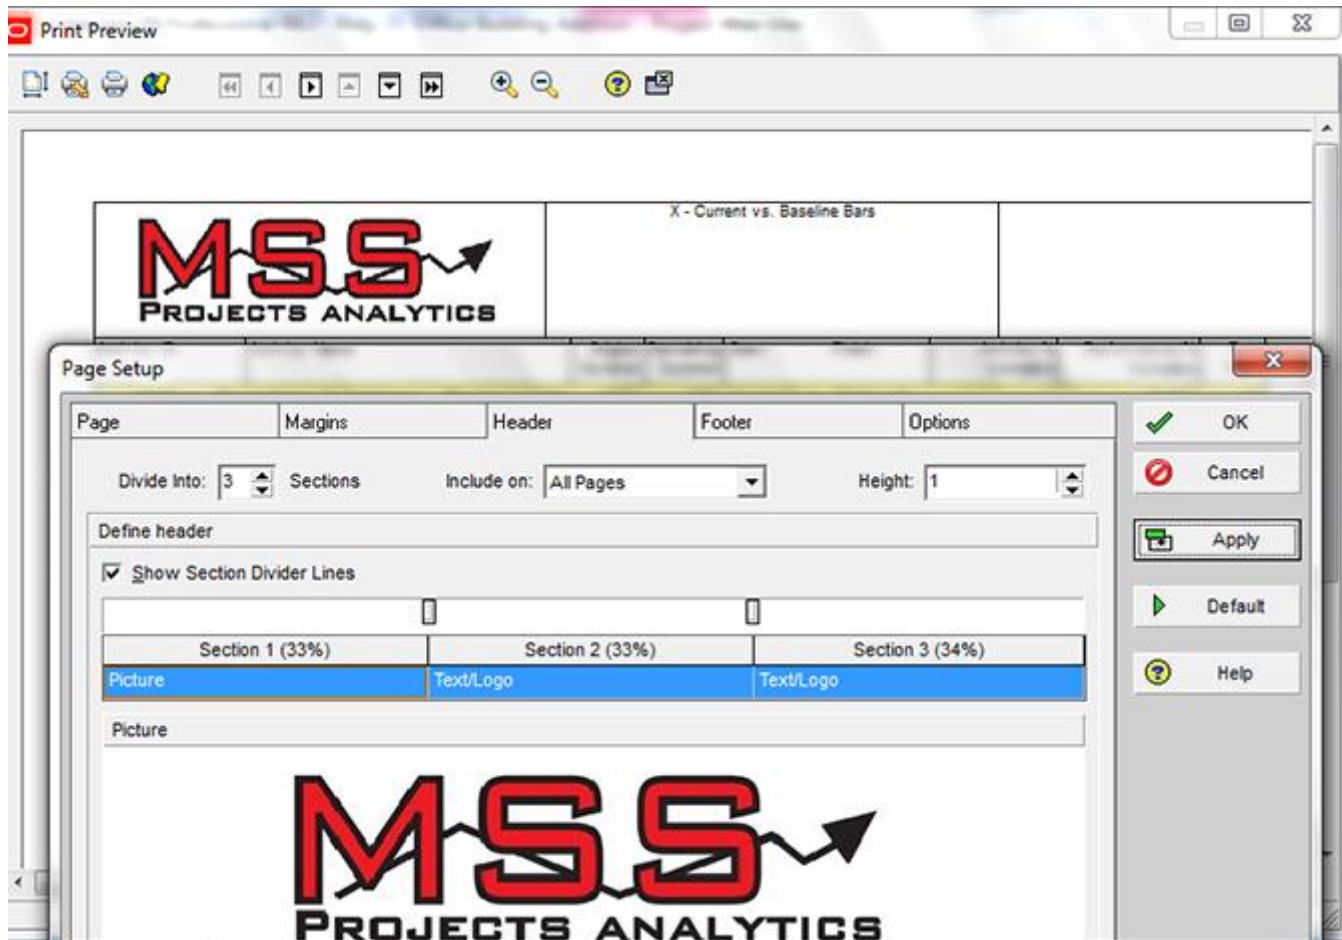 Print Preview
X - Current vs. Baseline Bars
MSS
PROJECTS ANALYTICS
Page Setup
Page Margins Header Footer Options
OK
Divide Into: 3 Sections Include on: All Pages Height: 1
Cancel
Define header
Apply
Show Section Divider Lines
Default
Section 1 (33%) Section 2 (33%) Section 3 (34%)
Picture Text/Logo Text/Logo
Help
Picture
MSS
PROJECTS ANALYTICS